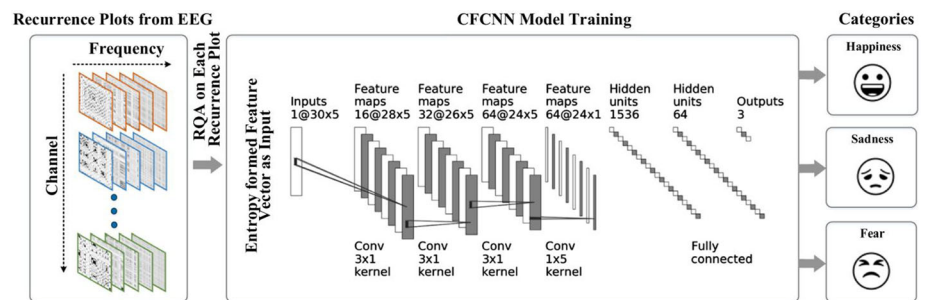 Recurrence Plots from EEG
CFCNN Model Training
Categories
Frequency
Channel
RQA on Each
Recurrence Plot
Entropy formed Feature
Vector as Input
Inputs
1@30x5
Feature
maps
16@28x5
Feature
maps
32@26x5
Feature
maps
64@24x5
Feature
maps
64@24x1
Hidden
units
1536
Hidden
units
64
Outputs
3
Conv
3x1
kernel
Conv
3x1
kernel
Conv
3x1
kernel
Conv
1x5
kernel
Fully
connected
Happiness
Sadness
Fear